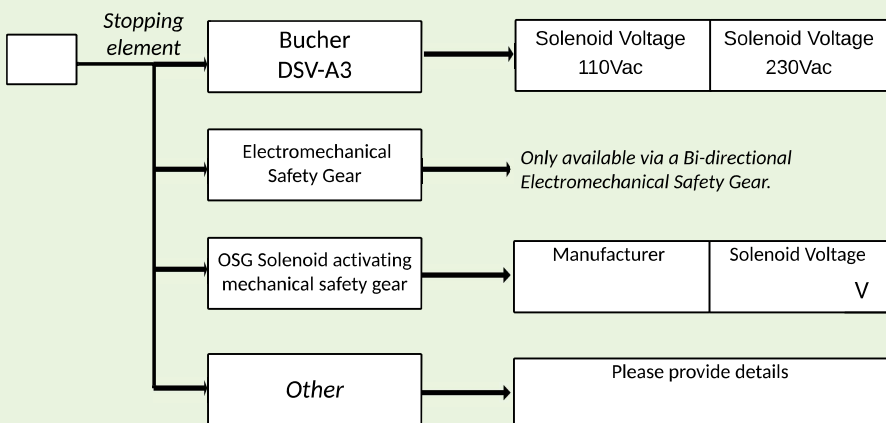 Stopping
element
Bucher
DSV-A3
Solenoid Voltage
110Vac
Solenoid Voltage
230Vac
Electromechanical
Safety Gear
Only available via a Bi-directional
Electromechanical Safety Gear.
OSG Solenoid activating
mechanical safety gear
Manufacturer
Solenoid Voltage
V
Other
Please provide details